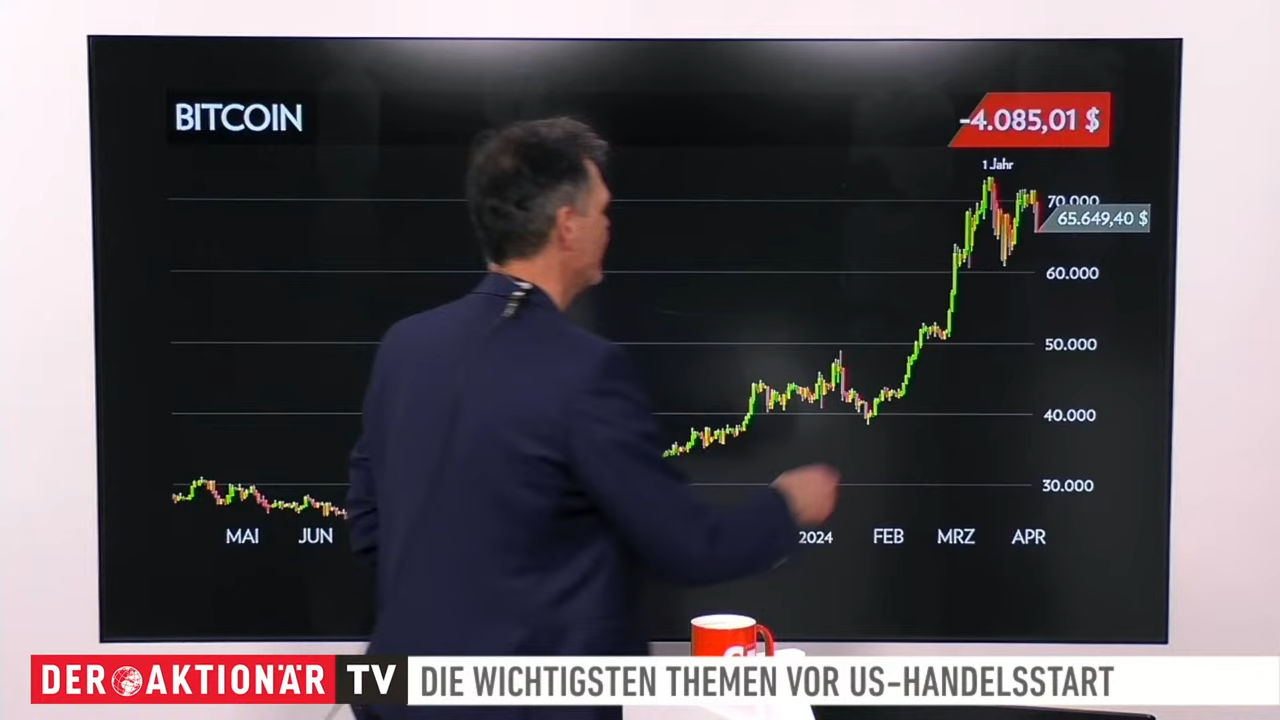 BITCOIN
-4.085,01 $
1 Jahr
70.000
65.649,40 $
60.000
50.000
40.000
30.000
MAI JUN 2024 FEB MRZ APR
DER AKTIONÄR TV DIE WICHTIGSTEN THEMEN VOR US-HANDELSSTART